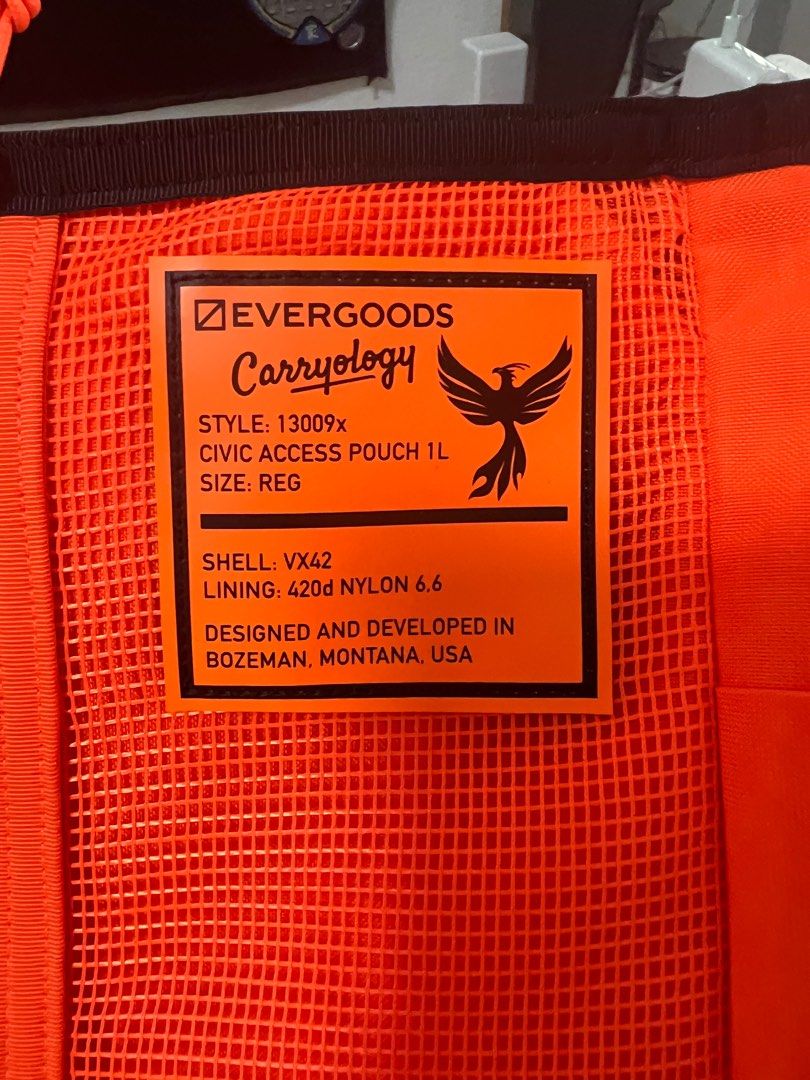 EVERGOODS
Carryology
STYLE: 13009x
CIVIC ACCESS POUCH 1L
SIZE: REG
SHELL: VX42
LINING: 420d NYLON 6,6
DESIGNED AND DEVELOPED IN
BOZEMAN, MONTANA, USA